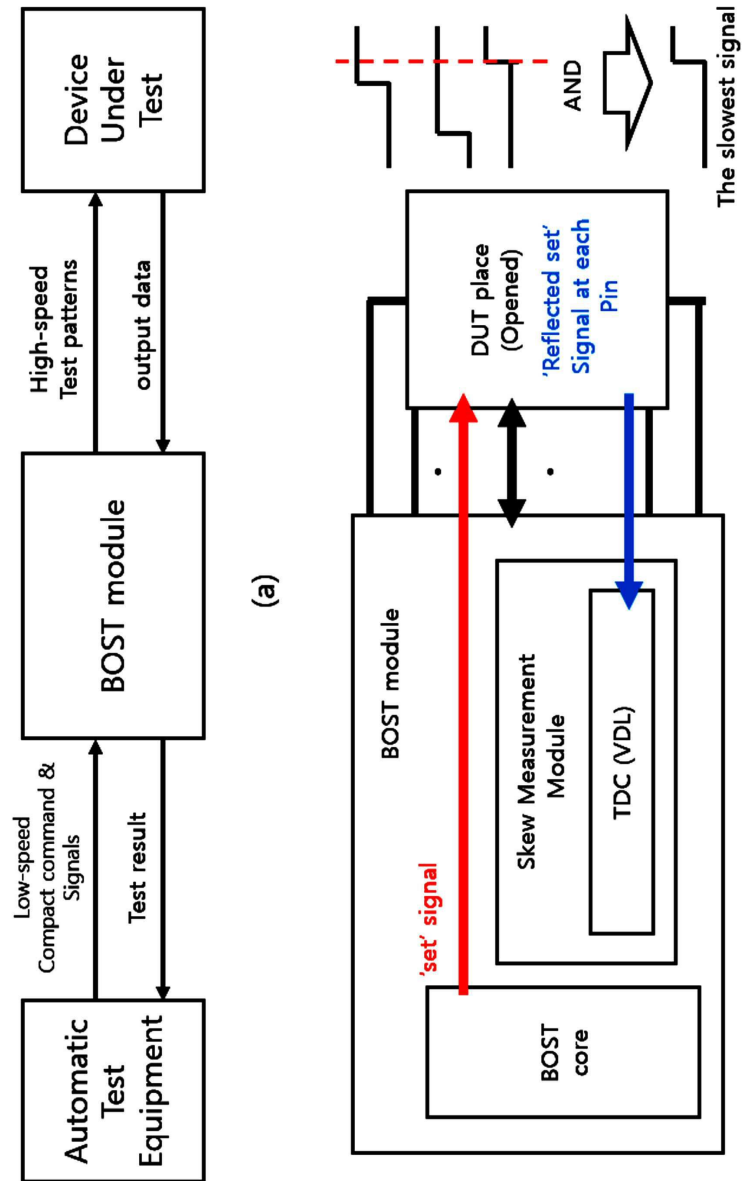 Automatic
Test
Equipment
Low-speed
Compact command &
Signals
Test result
BOST module
High-speed
Test patterns
output data
Device
Under
Test
(a)
BOST module
BOST
core
'set' signal
Skew Measurement
Module
TDC (VDL)
DUT place
(Opened)
'Reflected set'
Signal at each
Pin
AND
The slowest signal